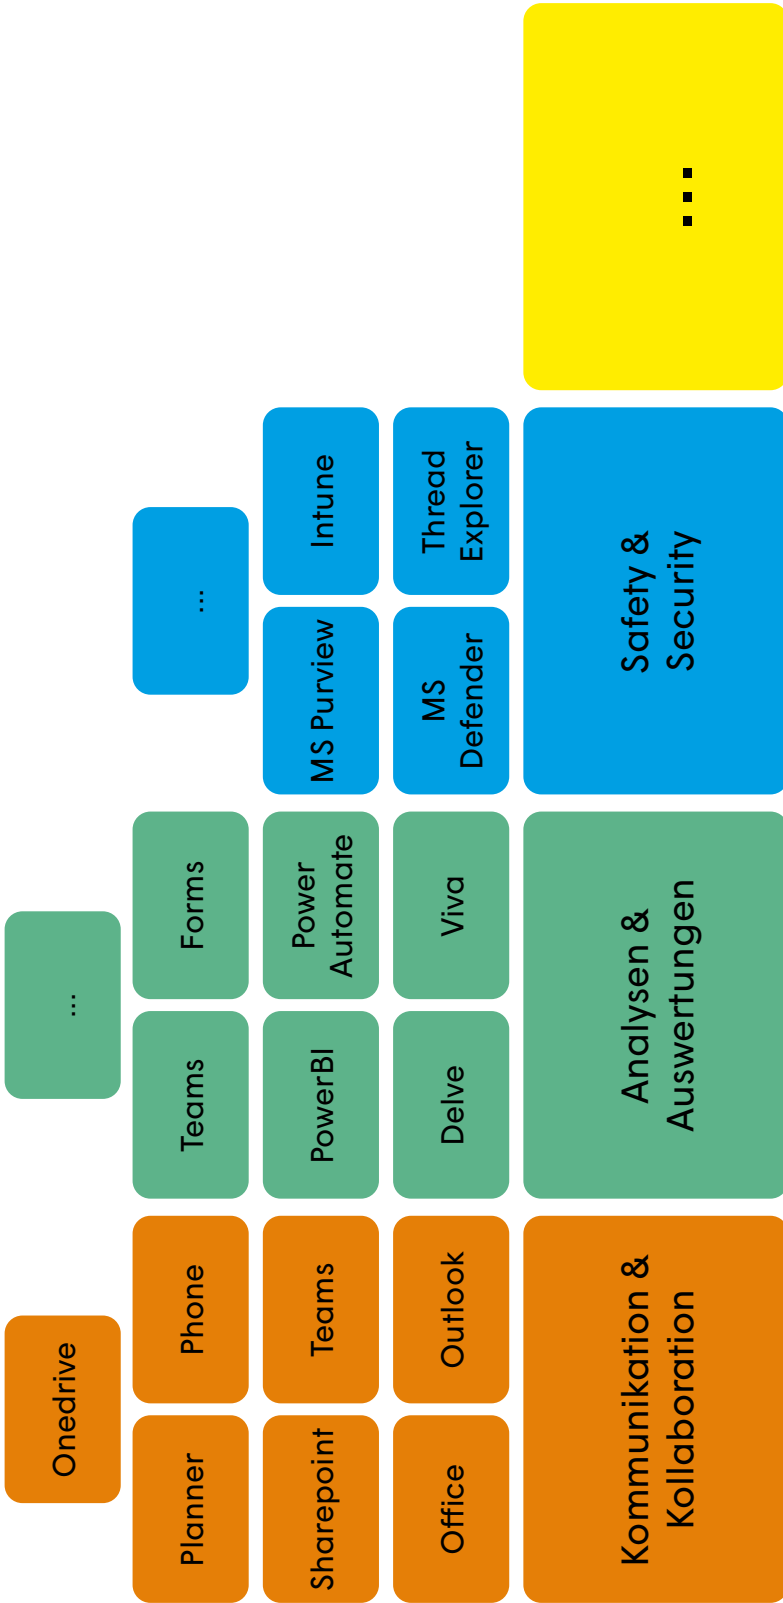 Onedrive
Planner
Phone
Sharepoint
Teams
Office
Outlook
Kommunikation &
Kollaboration
...
Teams
Forms
PowerBI
Power
Automate
Delve
Viva
Analysen &
Auswertungen
...
MS Purview
Intune
MS
Defender
Thread
Explorer
Safety &
Security
...